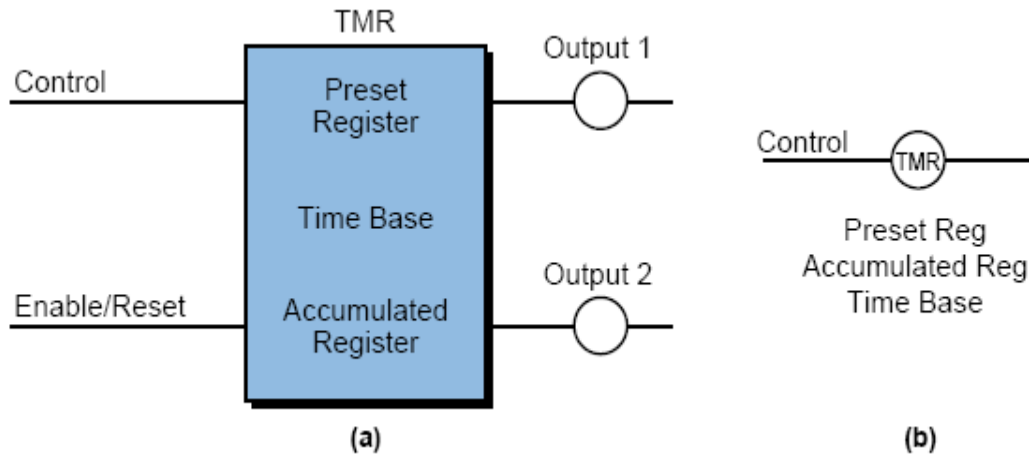 TMR
Control
Preset
Register
Output 1
Time Base
Enable/Reset
Accumulated
Register
Output 2
(a)
Control
TMR
Preset Reg
Accumulated Reg
Time Base
(b)